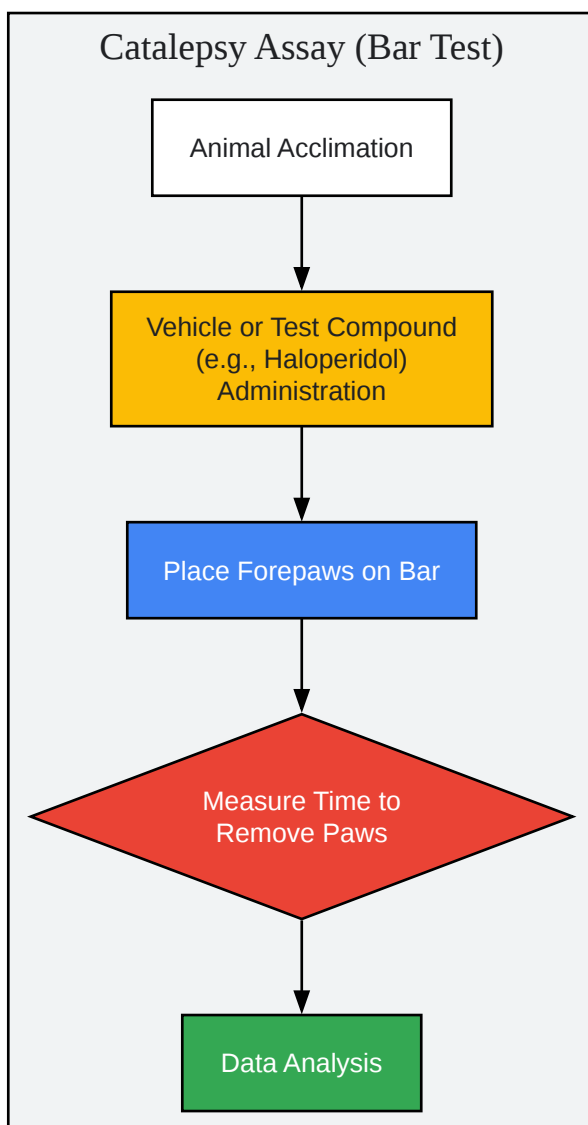 Catalepsy Assay (Bar Test)
Animal Acclimation
Vehicle or Test Compound
(e.g., Haloperidol)
Administration
Place Forepaws on Bar
Measure Time to
Remove Paws
Data Analysis